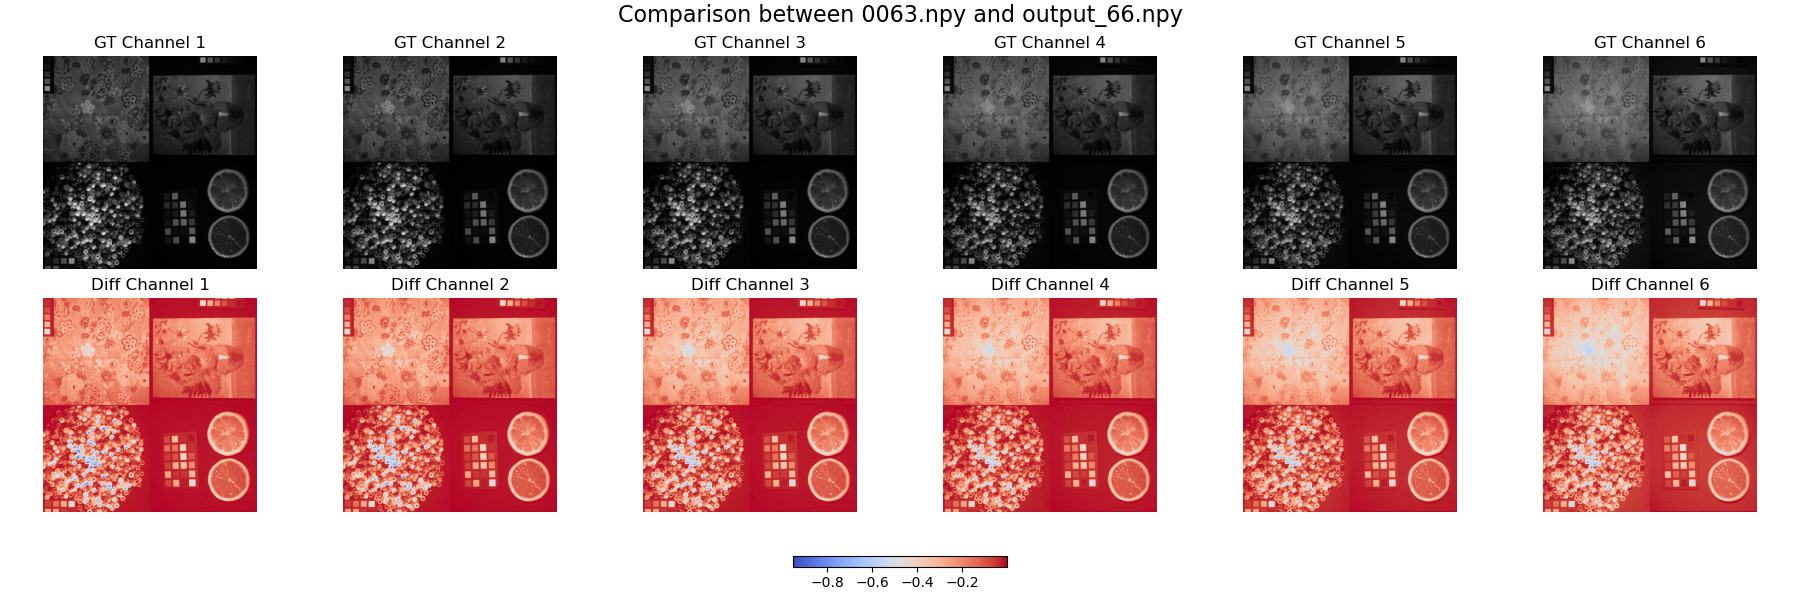 Comparison between 0063.npy and output_66.npy
GT Channel 1
GT Channel 2
GT Channel 3
GT Channel 4
GT Channel 5
GT Channel 6
Diff Channel 1
Diff Channel 2
Diff Channel 3
Diff Channel 4
Diff Channel 5
Diff Channel 6
−0.8
−0.6
−0.4
−0.2